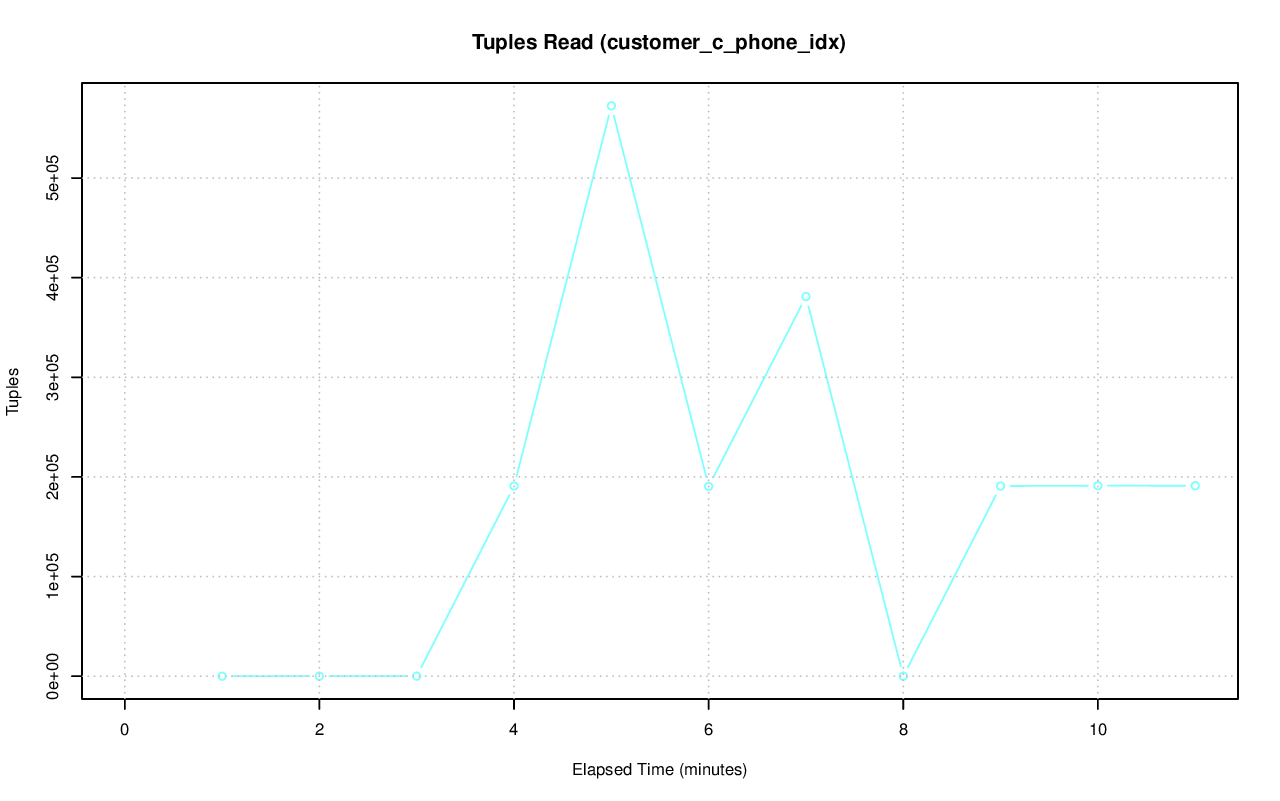 Tuples Read (customer_c_phone_idx)
Tuples
5e+05
4e+05
3e+05
2e+05
1e+05
0e+00
0 2 4 6 8 10
Elapsed Time (minutes)